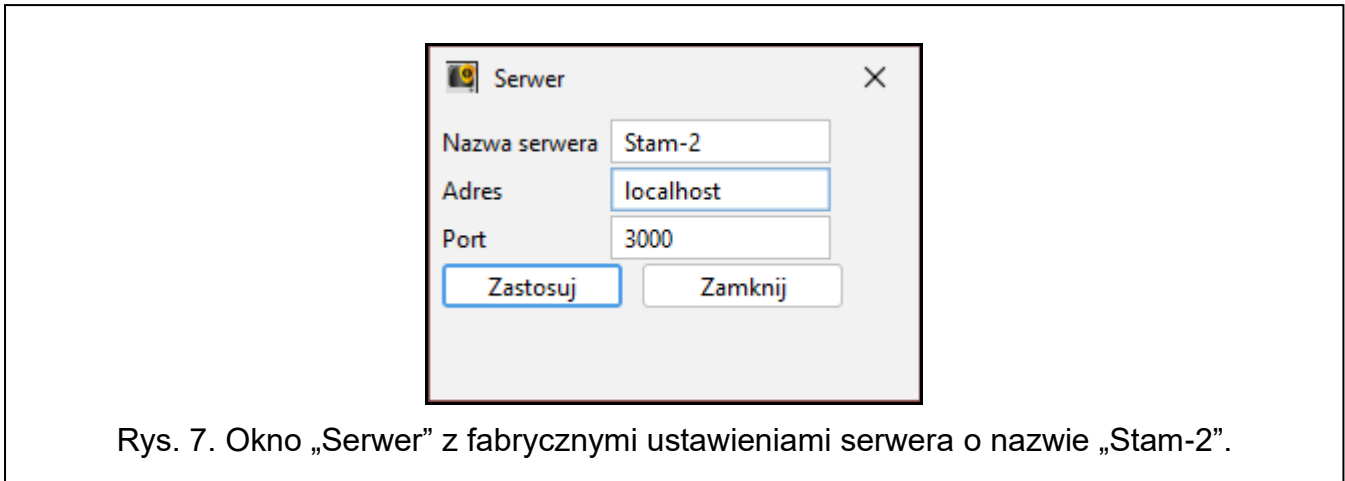 Serwer
Nazwa serwera Stam-2
Adres localhost
Port 3000
Zastosuj Zamknij
Rys. 7. Okno „Serwer” z fabrycznymi ustawieniami serwera o nazwie „Stam-2”.